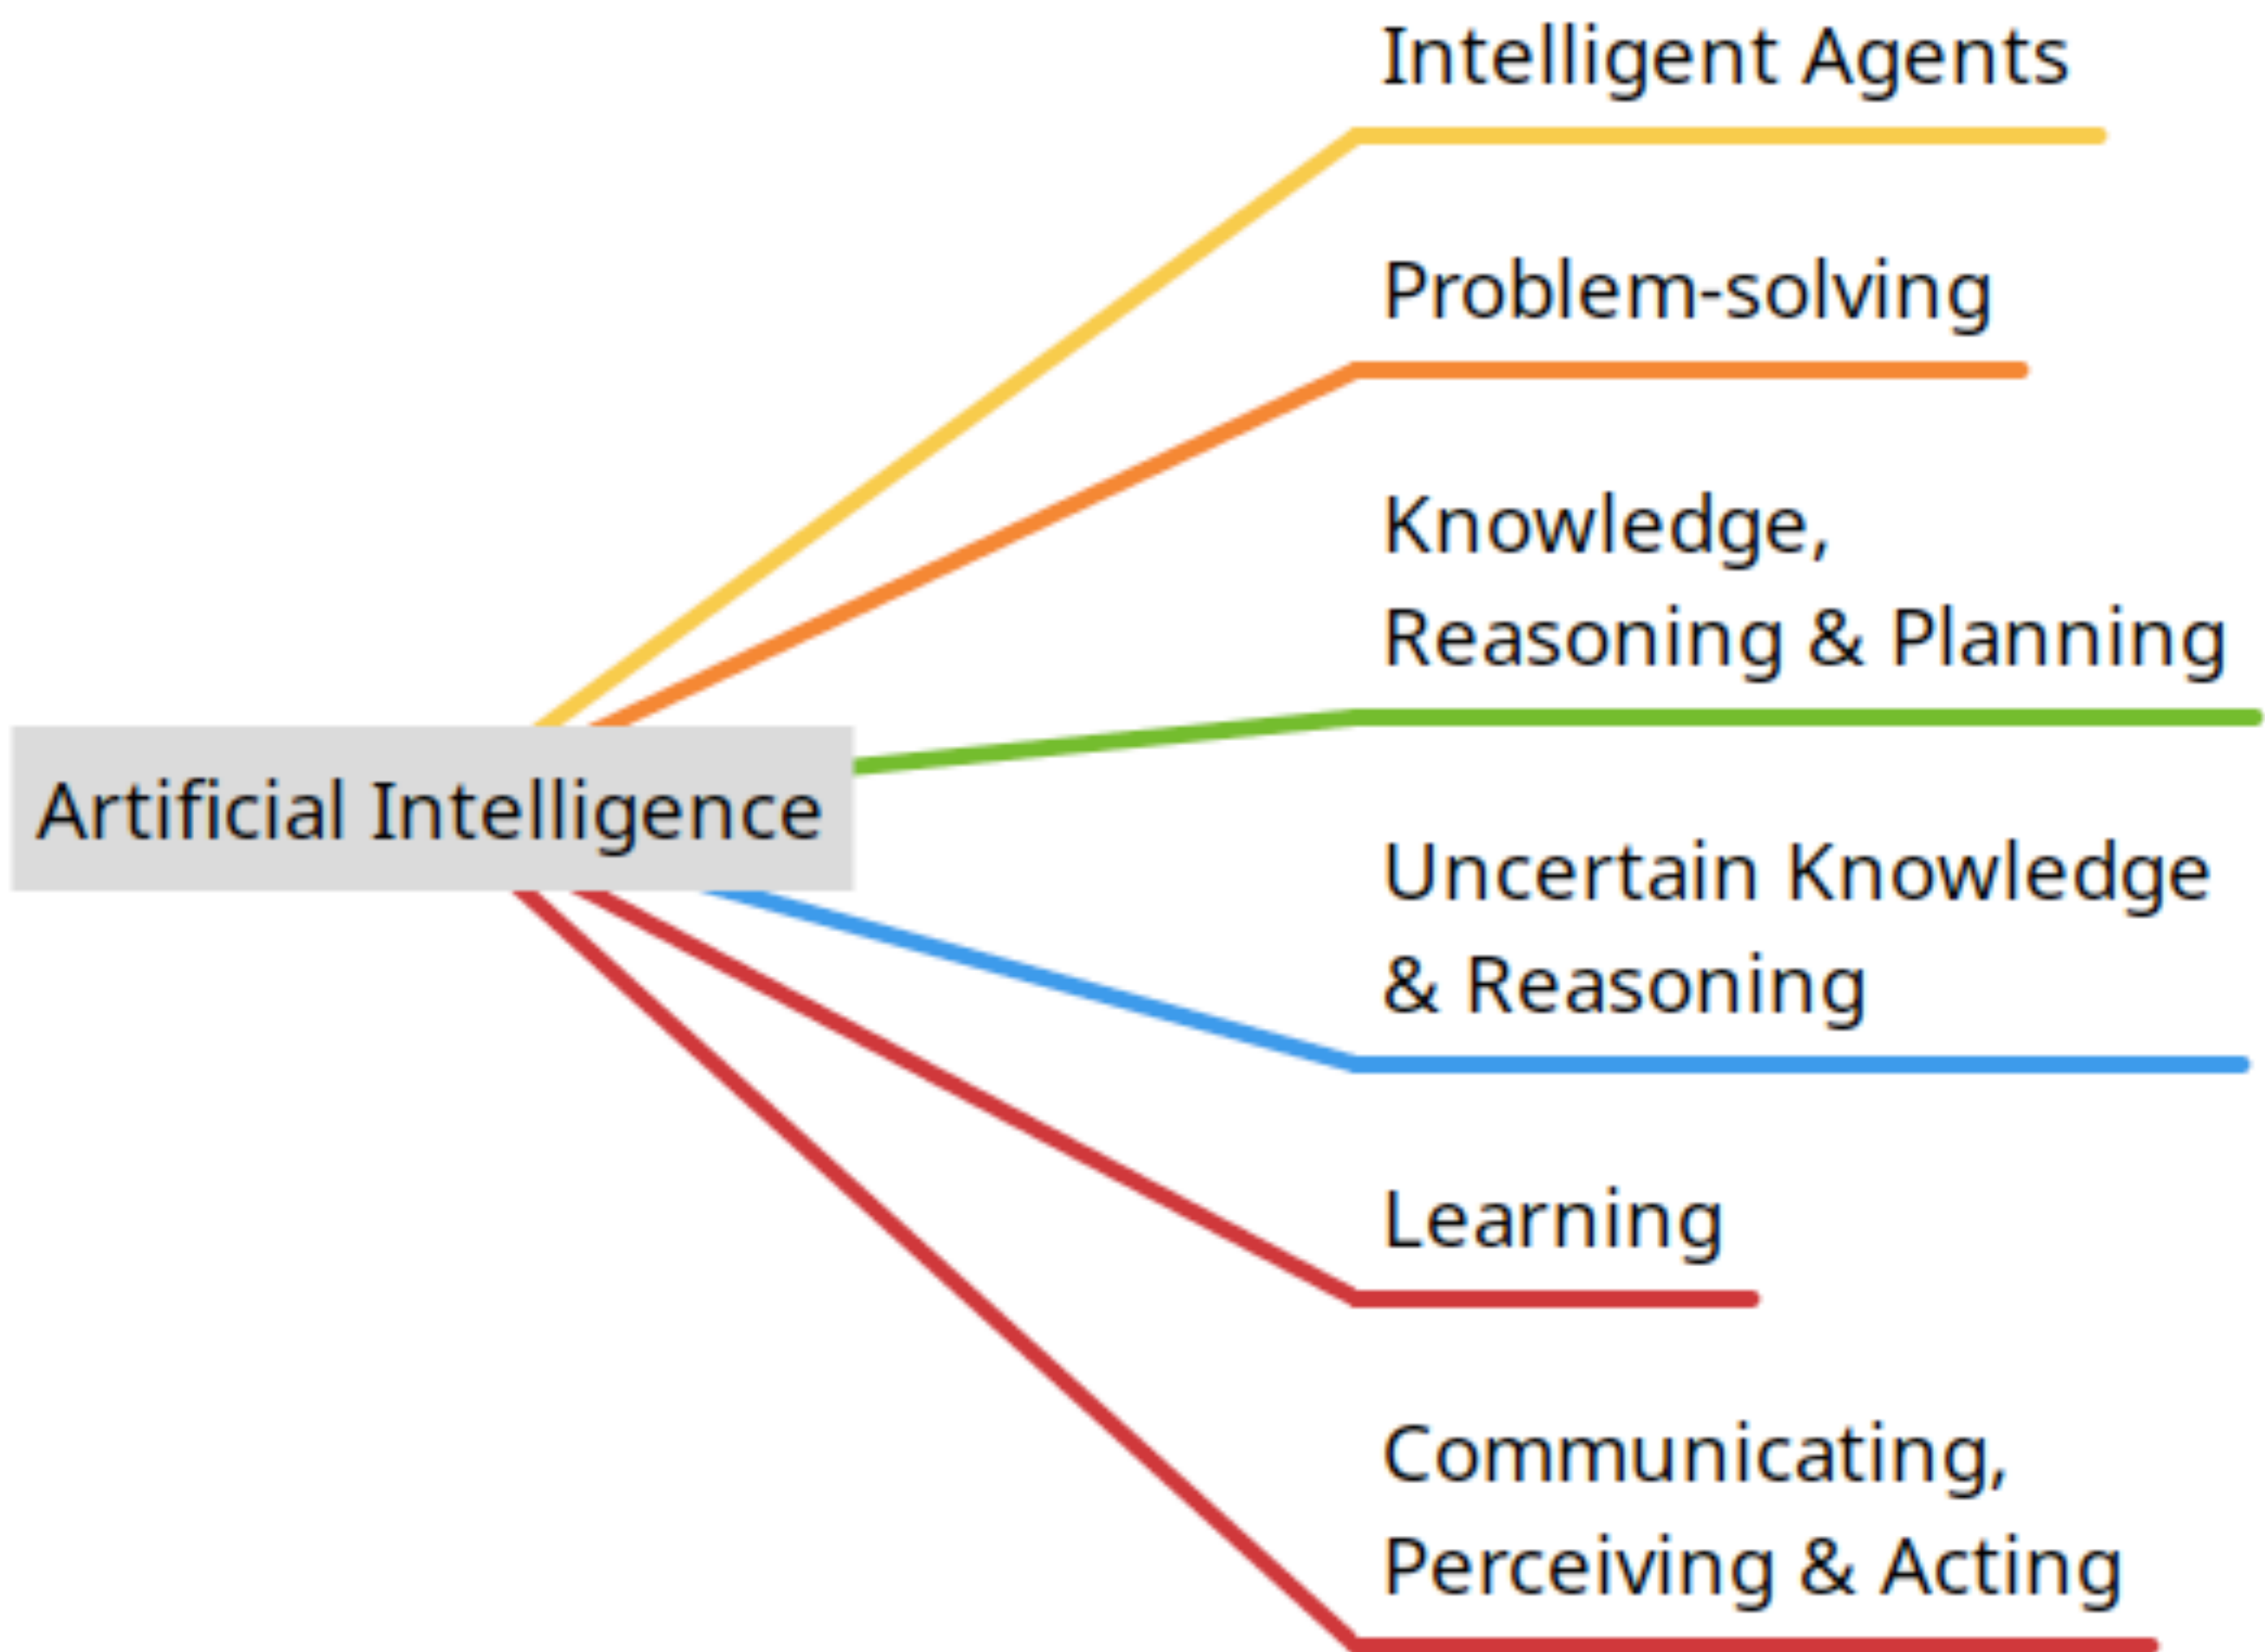 Intelligent Agents
Problem-solving
Knowledge,
Reasoning & Planning
Artificial Intelligence
Uncertain Knowledge
& Reasoning
Learning
Communicating,
Perceiving & Acting